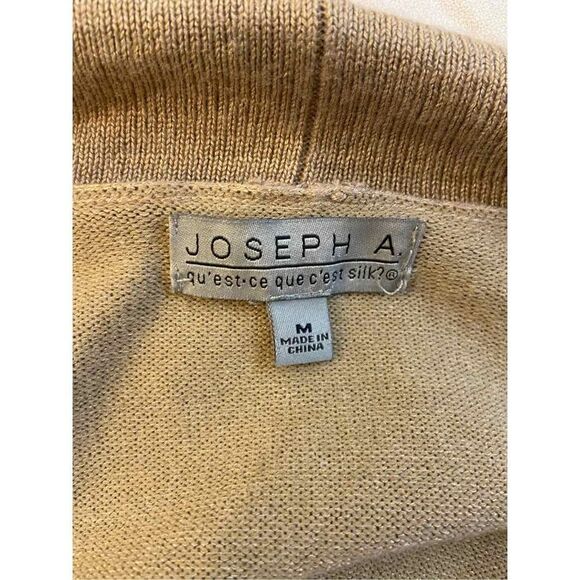 JOSEPH A.
qu'est·ce que c'est silk?®
M
MADE IN
CHINA